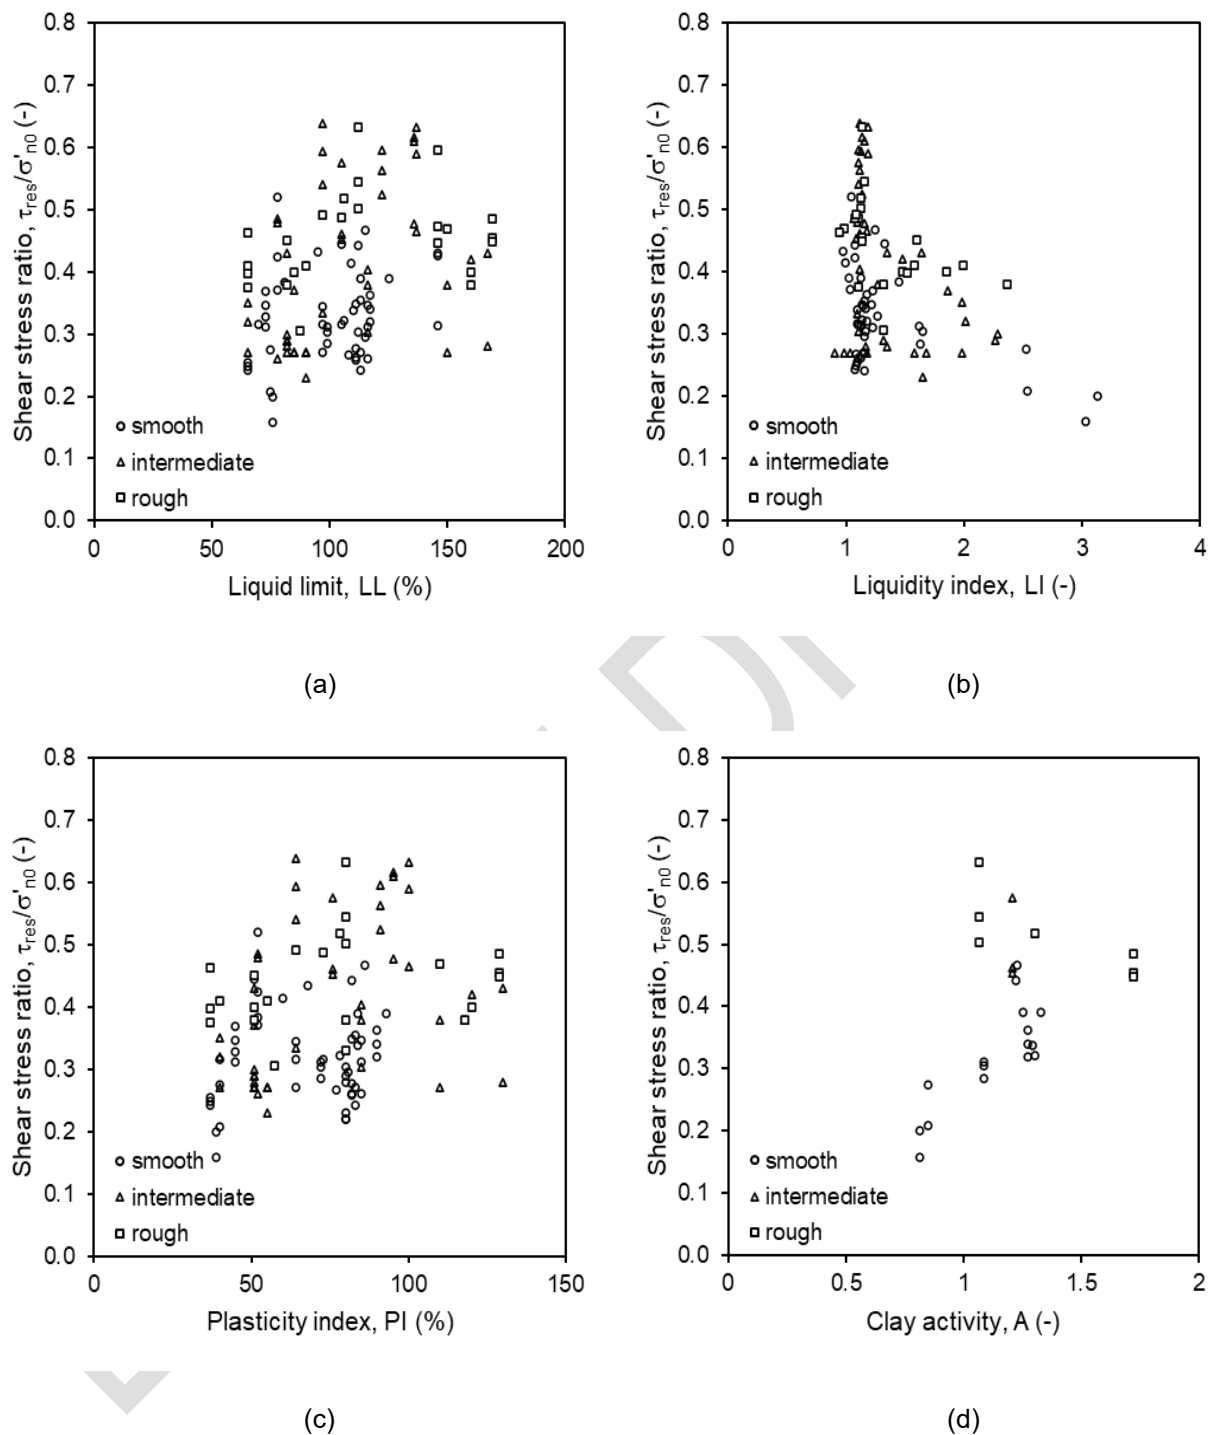 0.8
0.7
0.6
0.5
0.4
0.3
0.2
0.1
0.0
Shear stress ratio, τres/σ'n0 (-)
smooth
intermediate
rough
0 50 100 150 200
Liquid limit, LL (%)
(a)
0.8
0.7
0.6
0.5
0.4
0.3
0.2
0.1
0.0
Shear stress ratio, τres/σ'n0 (-)
smooth
intermediate
rough
0 1 2 3 4
Liquidity index, LI (-)
(b)
0.8
0.7
0.6
0.5
0.4
0.3
0.2
0.1
0.0
Shear stress ratio, τres/σ'n0 (-)
smooth
intermediate
rough
0 50 100 150
Plasticity index, PI (%)
(c)
0.8
0.7
0.6
0.5
0.4
0.3
0.2
0.1
0.0
Shear stress ratio, τres/σ'n0 (-)
smooth
intermediate
rough
0 0.5 1 1.5 2
Clay activity, A (-)
(d)